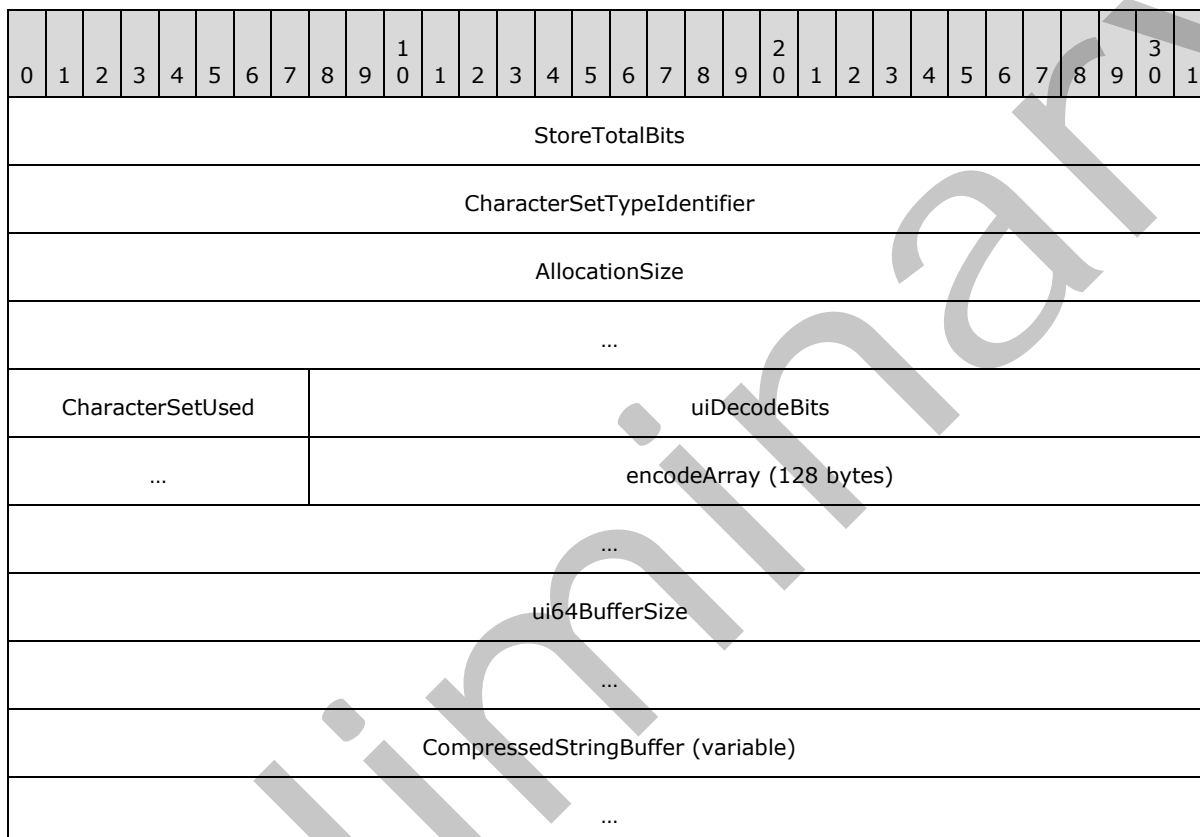 1 2 3
0 1 2 3 4 5 6 7 8 9 0 1 2 3 4 5 6 7 8 9 0 1 2 3 4 5 6 7 8 9 0 1
StoreTotalBits
CharacterSetTypeIdentifier
AllocationSize
...
CharacterSetUsed uiDecodeBits
... encodeArray (128 bytes)
...
ui64BufferSize
...
CompressedStringBuffer (variable)
...